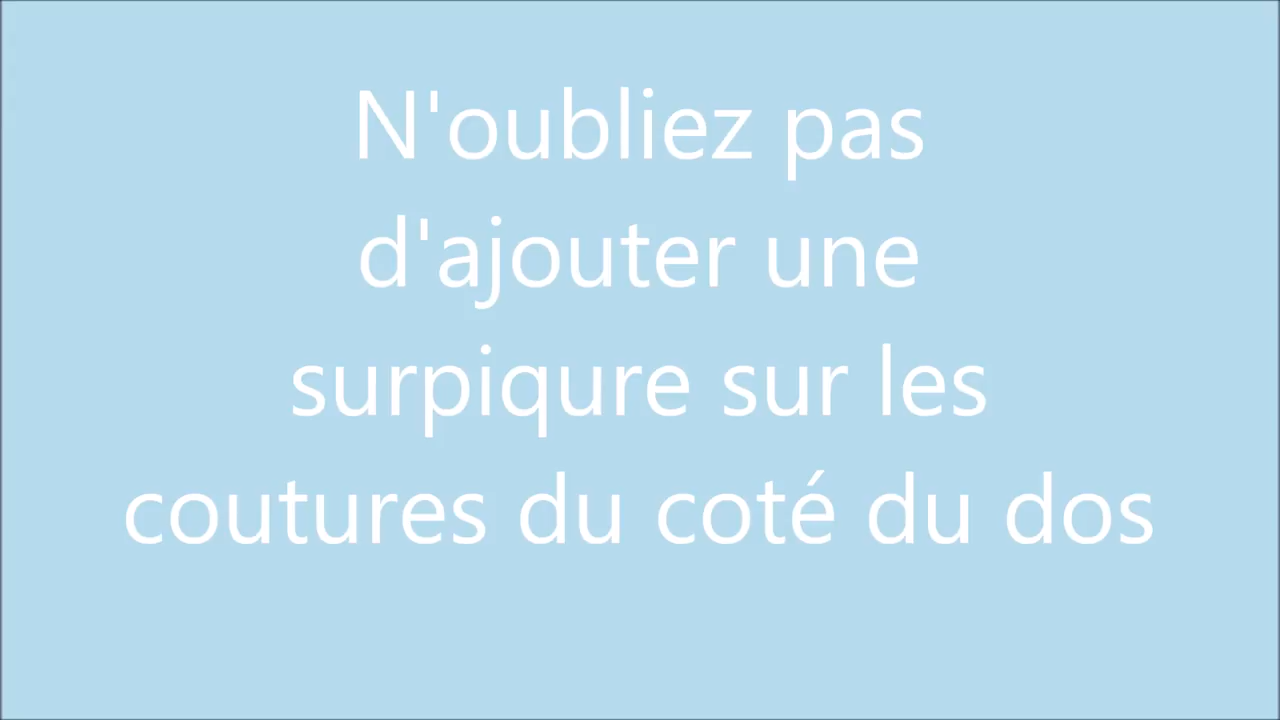 N'oubliez pas
d'ajouter une
surpiqure sur les
coutures du coté du dos